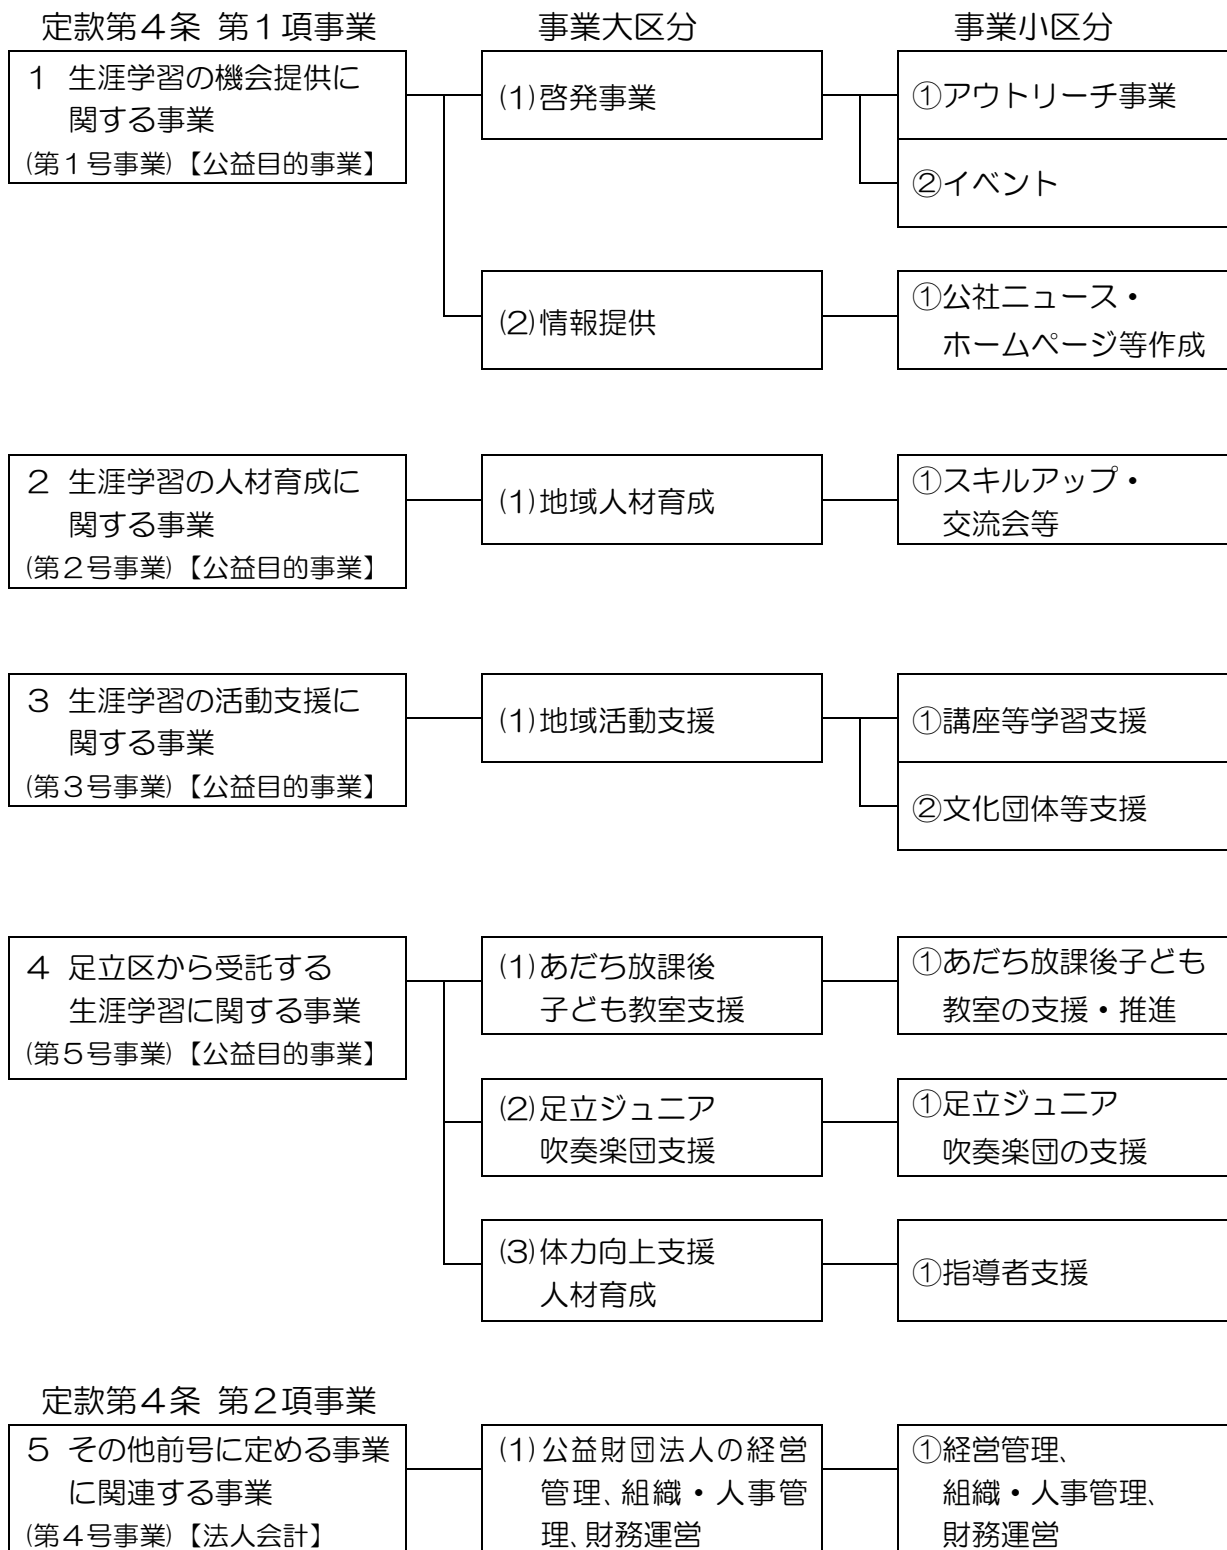 定款第４条 第１項事業
事業大区分
事業小区分
１ 生涯学習の機会提供に
関する事業
(第１号事業)【公益目的事業】
(1)啓発事業
①アウトリーチ事業
②イベント
(2)情報提供
①公社ニュース・
ホームページ等作成
２ 生涯学習の人材育成に
関する事業
(第２号事業)【公益目的事業】
(1)地域人材育成
①スキルアップ・
交流会等
３ 生涯学習の活動支援に
関する事業
(第３号事業)【公益目的事業】
(1)地域活動支援
①講座等学習支援
②文化団体等支援
４ 足立区から受託する
生涯学習に関する事業
(第５号事業)【公益目的事業】
(1)あだち放課後
子ども教室支援
①あだち放課後子ども
教室の支援・推進
(2)足立ジュニア
吹奏楽団支援
①足立ジュニア
吹奏楽団の支援
(3)体力向上支援
人材育成
①指導者支援
定款第４条 第２項事業
５ その他前号に定める事業
に関連する事業
(第４号事業)【法人会計】
(1)公益財団法人の経営
管理、組織・人事管
理、財務運営
①経営管理、
組織・人事管理、
財務運営